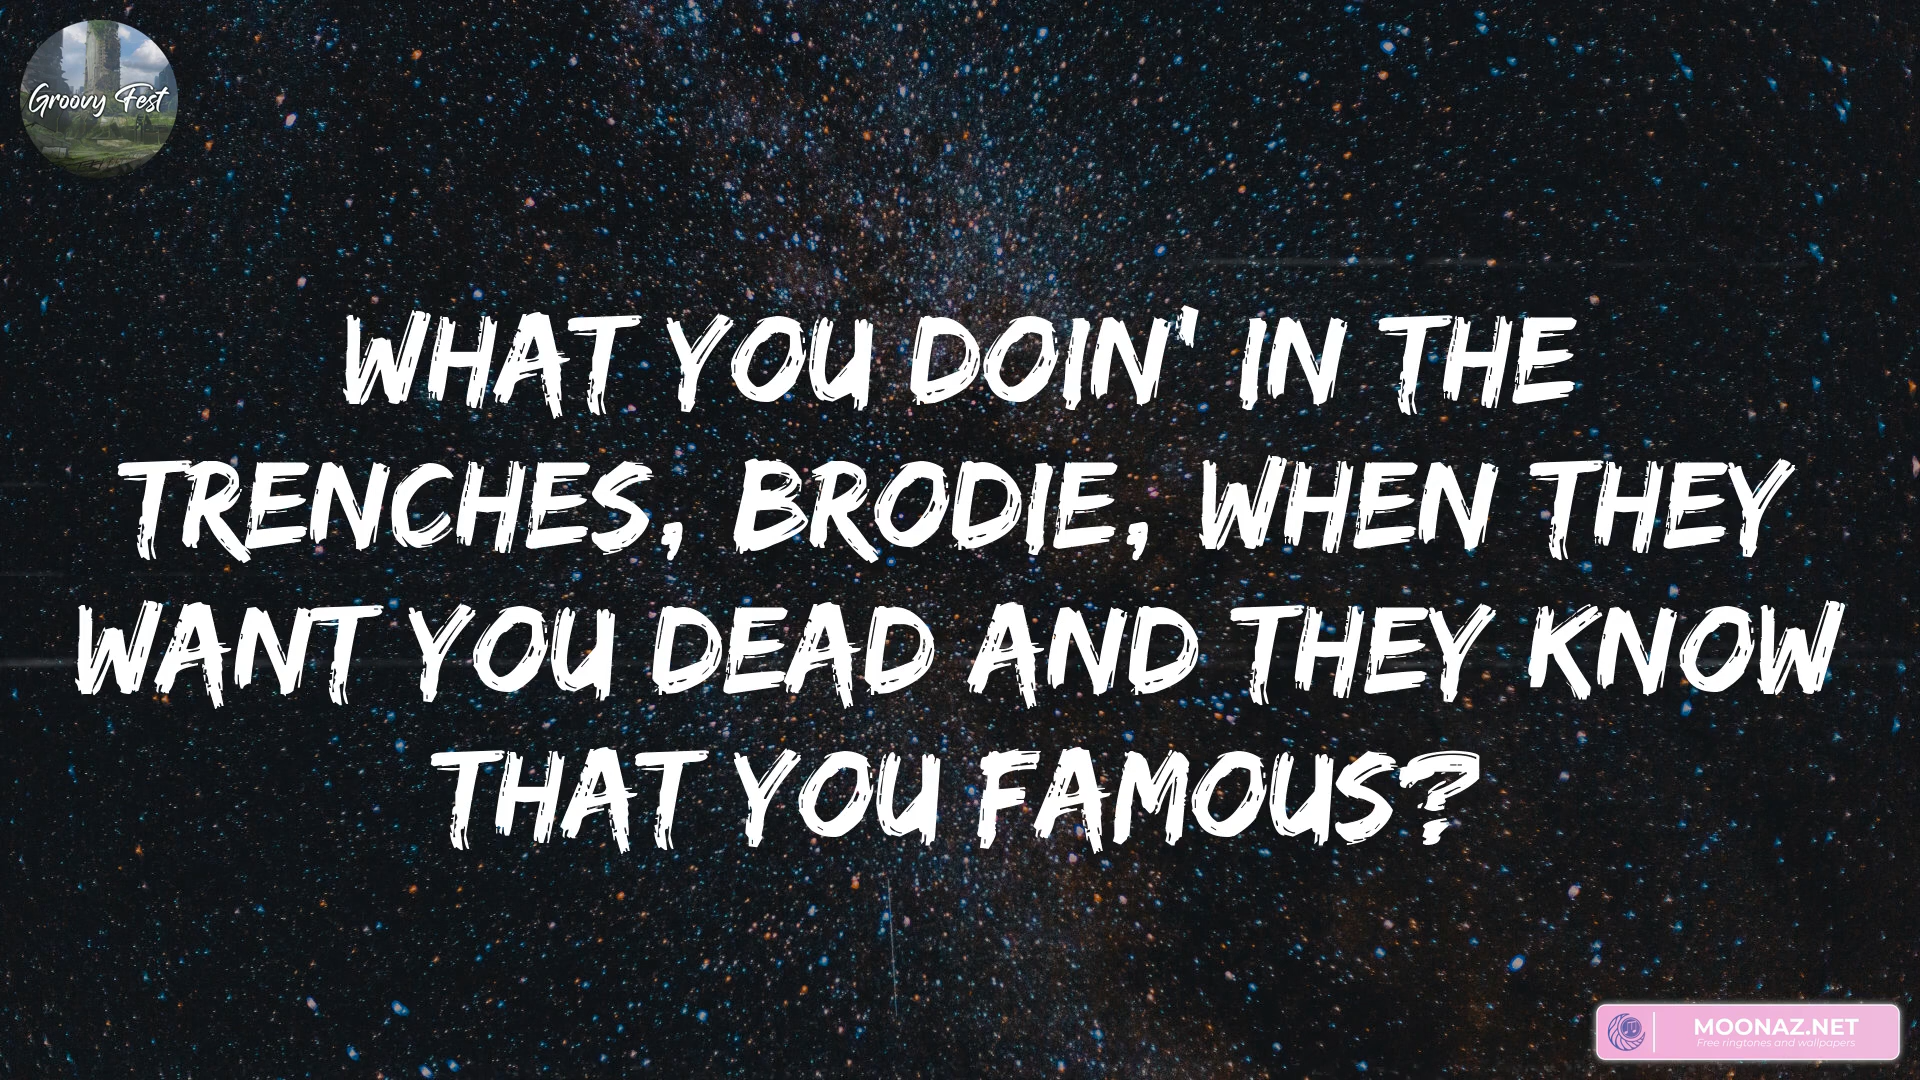 Groovy Fest
WHAT YOU DOIN' IN THE
TRENCHES, BRODIE, WHEN THEY
WANT YOU DEAD AND THEY KNOW
THAT YOU FAMOUS?
MOONAZ.NET
Free ringtones and wallpapers